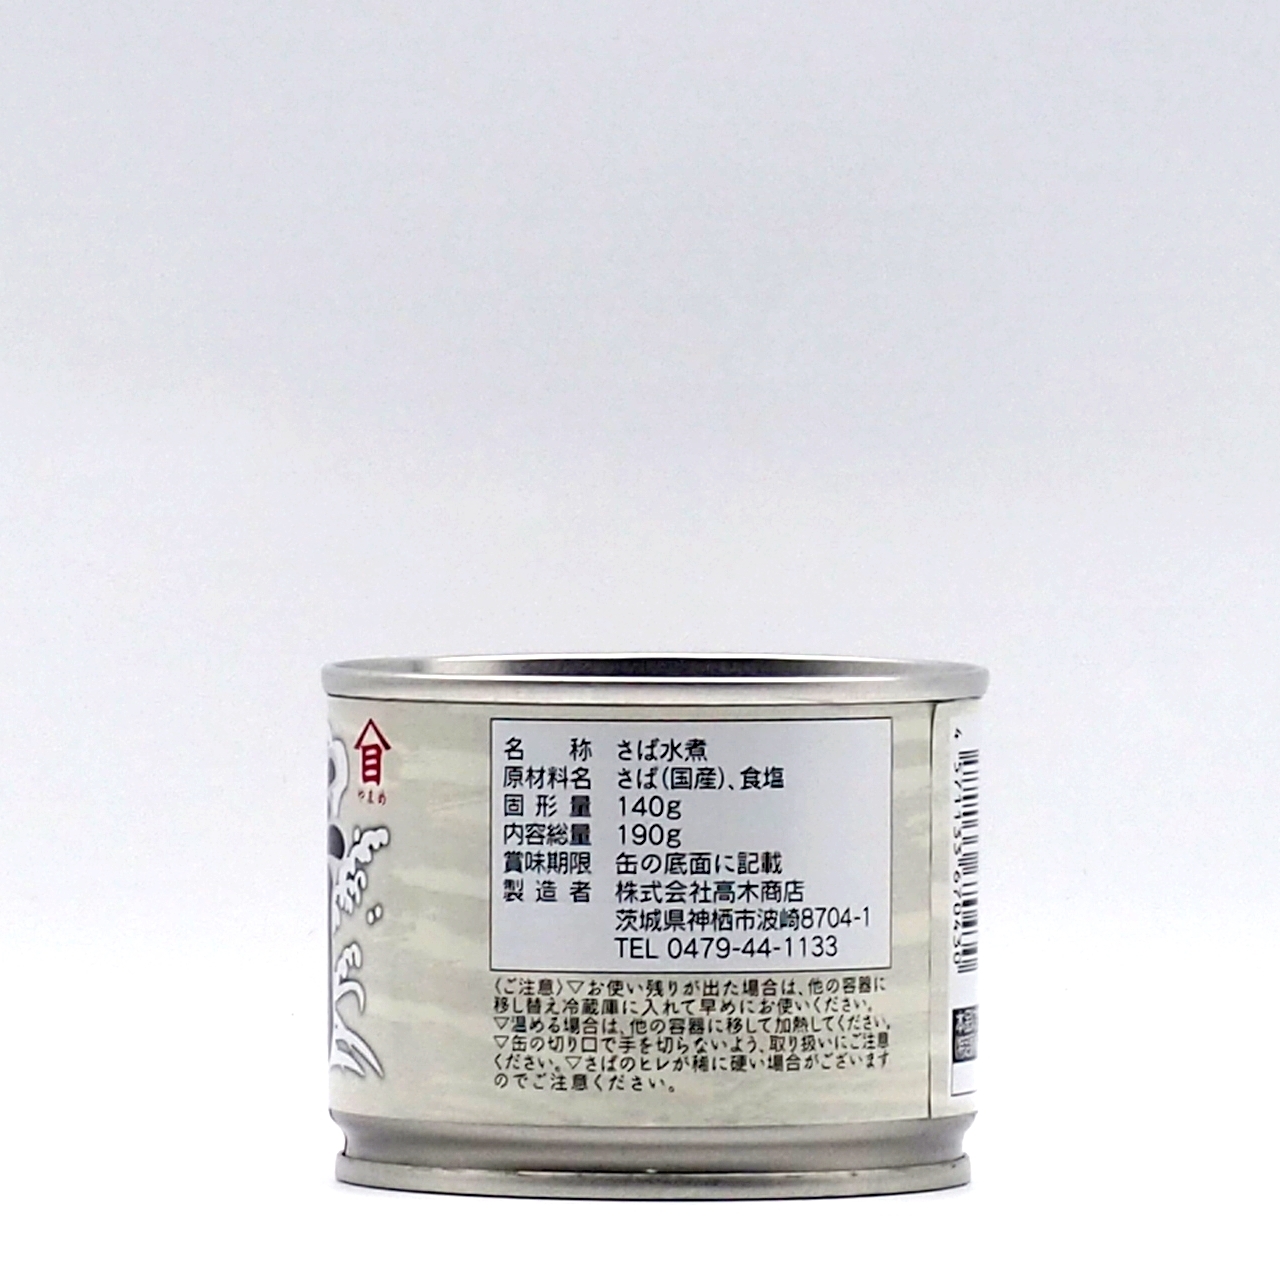 目
やまめ
名 称 さば水煮
原材料名 さば(国産)、食塩
固形量 140g
内容総量 190g
賞味期限 缶の底面に記載
製造者 株式会社高木商店
茨城県神栖市波崎8704-1
TEL 0479-44-1133
〈ご注意〉▽お使い残りが出た場合は、他の容器に
移し替え冷蔵庫に入れて早めにお使いください。
▽温める場合は、他の容器に移して加熱してください。
▽缶の切り口で手を切らないよう、取り扱いにご注意
ください。▽さばのヒレが稀に硬い場合がございます
のでご注意ください。
4 571133 670430